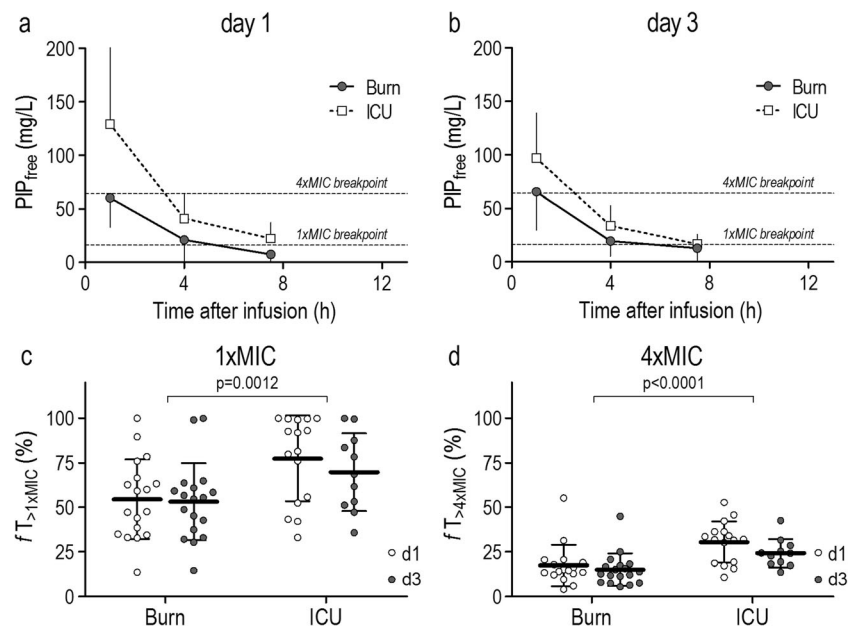 a day 1
200
150
100
50
0
PIPfree (mg/L)
Burn
ICU
4xMIC breakpoint
1xMIC breakpoint
0 4 8 12
Time after infusion (h)
b day 3
200
150
100
50
0
PIPfree (mg/L)
Burn
ICU
4xMIC breakpoint
1xMIC breakpoint
0 4 8 12
Time after infusion (h)
c 1xMIC
p=0.0012
100
75
50
25
0
f T>1xMIC (%)
d1
d3
Burn ICU
d 4xMIC
p<0.0001
100
75
50
25
0
f T>4xMIC (%)
d1
d3
Burn ICU